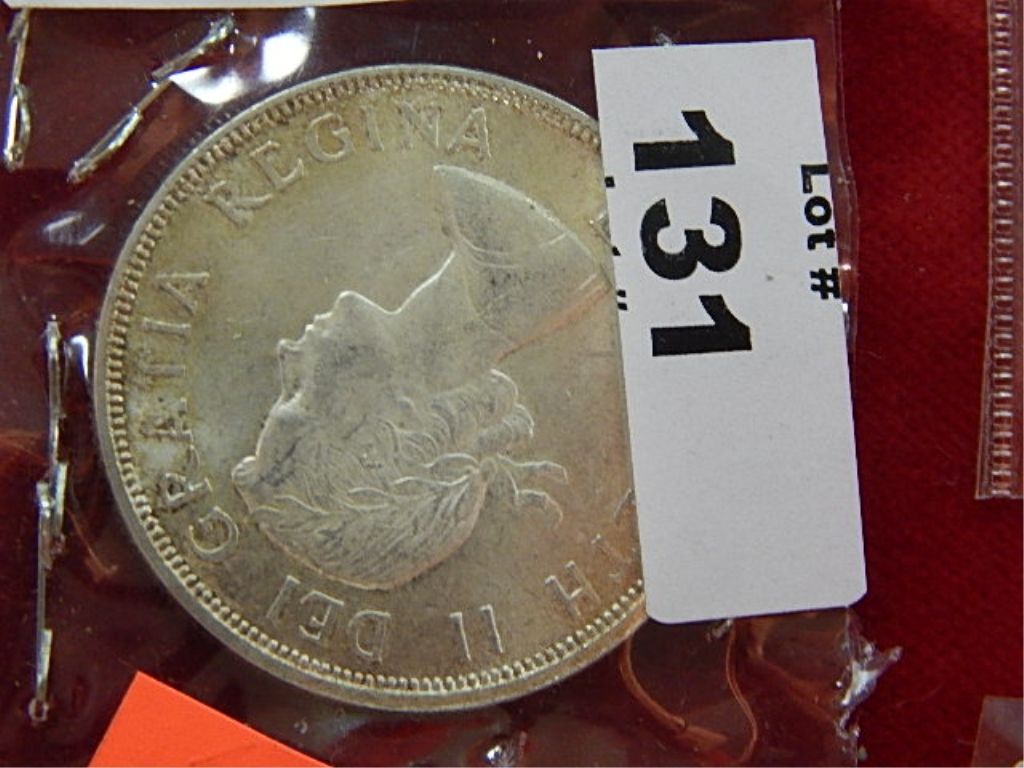 Lot #
131
H II DEI GRATIA REGINA